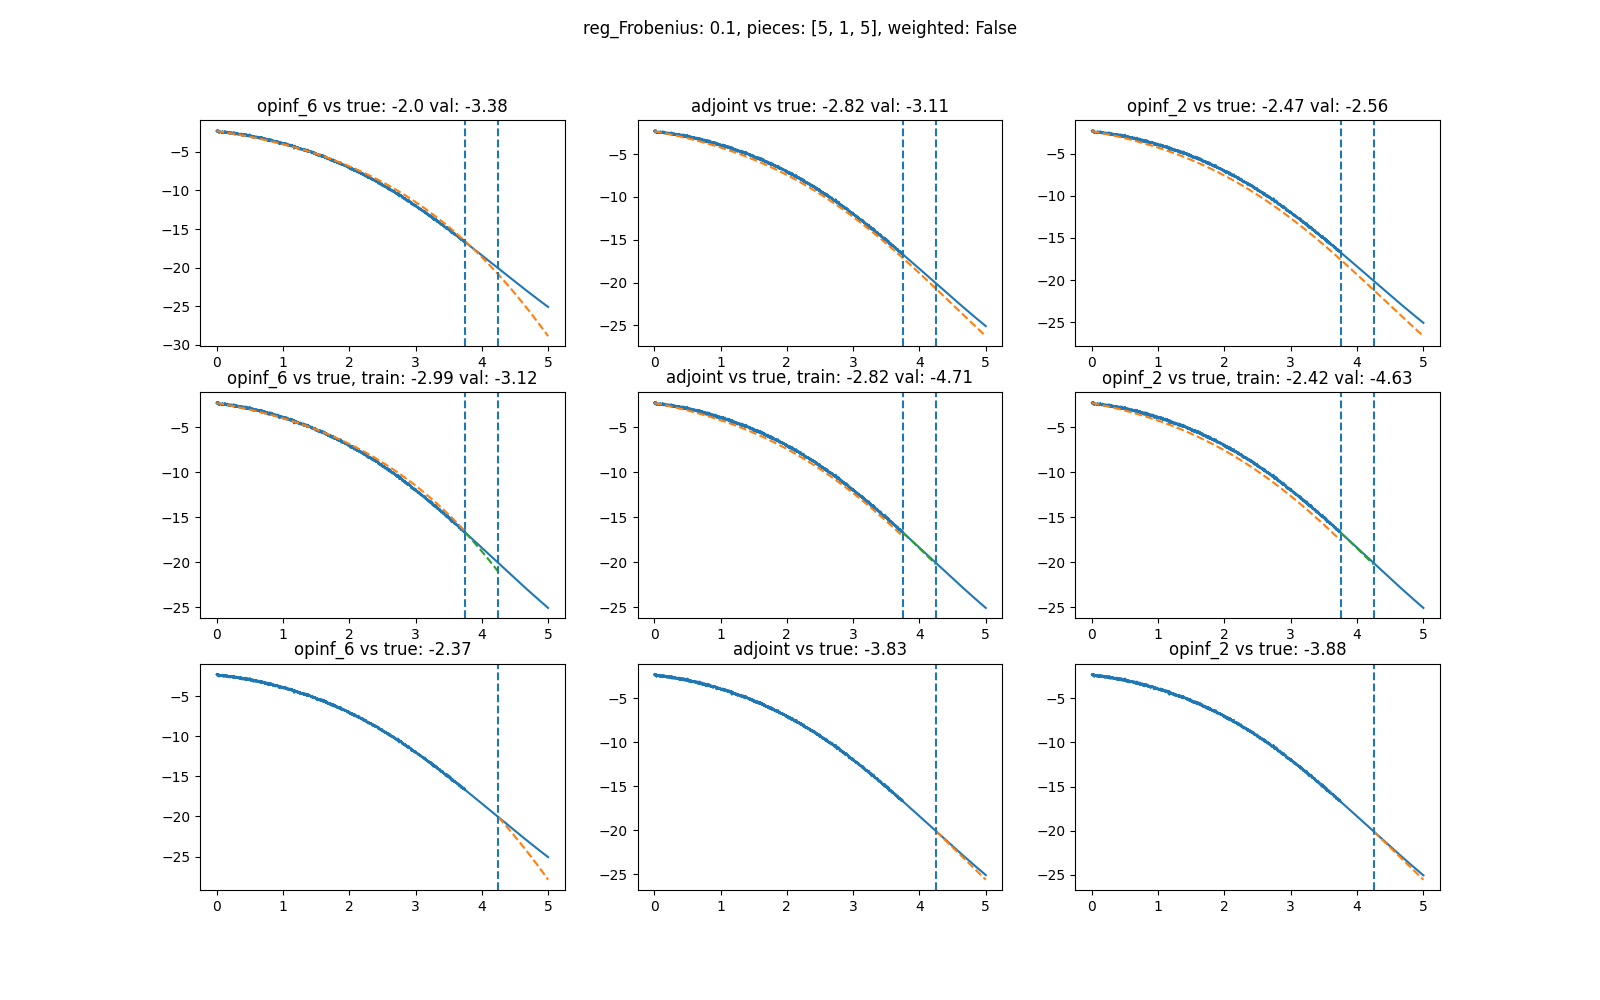 reg_Frobenius: 0.1, pieces: [5, 1, 5], weighted: False
opinf_6 vs true: -2.0 val: -3.38
adjoint vs true: -2.82 val: -3.11
opinf_2 vs true: -2.47 val: -2.56
−5
−10
−15
−20
−25
−30
0 1 2 3 4 5
−5
−10
−15
−20
−25
0 1 2 3 4 5
−5
−10
−15
−20
−25
0 1 2 3 4 5
opinf_6 vs true, train: -2.99 val: -3.12
adjoint vs true, train: -2.82 val: -4.71
opinf_2 vs true, train: -2.42 val: -4.63
−5
−10
−15
−20
−25
0 1 2 3 4 5
−5
−10
−15
−20
−25
0 1 2 3 4 5
−5
−10
−15
−20
−25
0 1 2 3 4 5
opinf_6 vs true: -2.37
adjoint vs true: -3.83
opinf_2 vs true: -3.88
−5
−10
−15
−20
−25
0 1 2 3 4 5
−5
−10
−15
−20
−25
0 1 2 3 4 5
−5
−10
−15
−20
−25
0 1 2 3 4 5